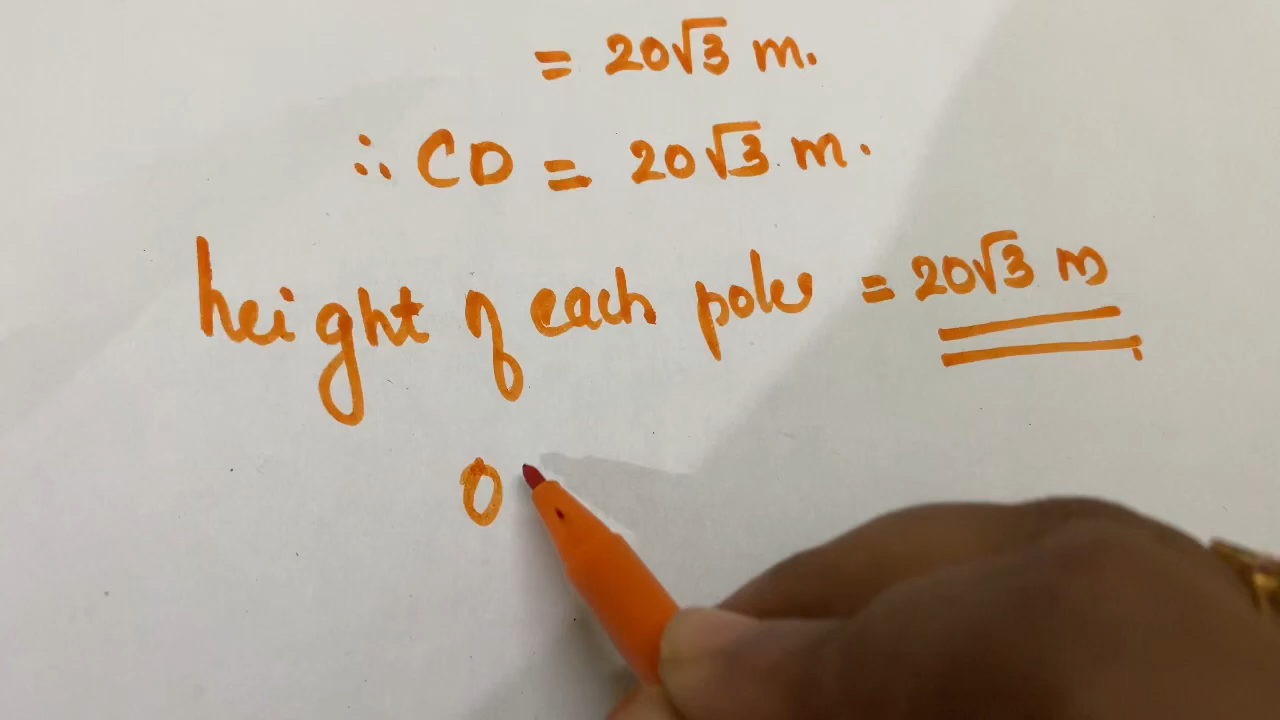 = 20√3 m.
∴ CD = 20√3 m.
height of each pole = 20√3 m
O